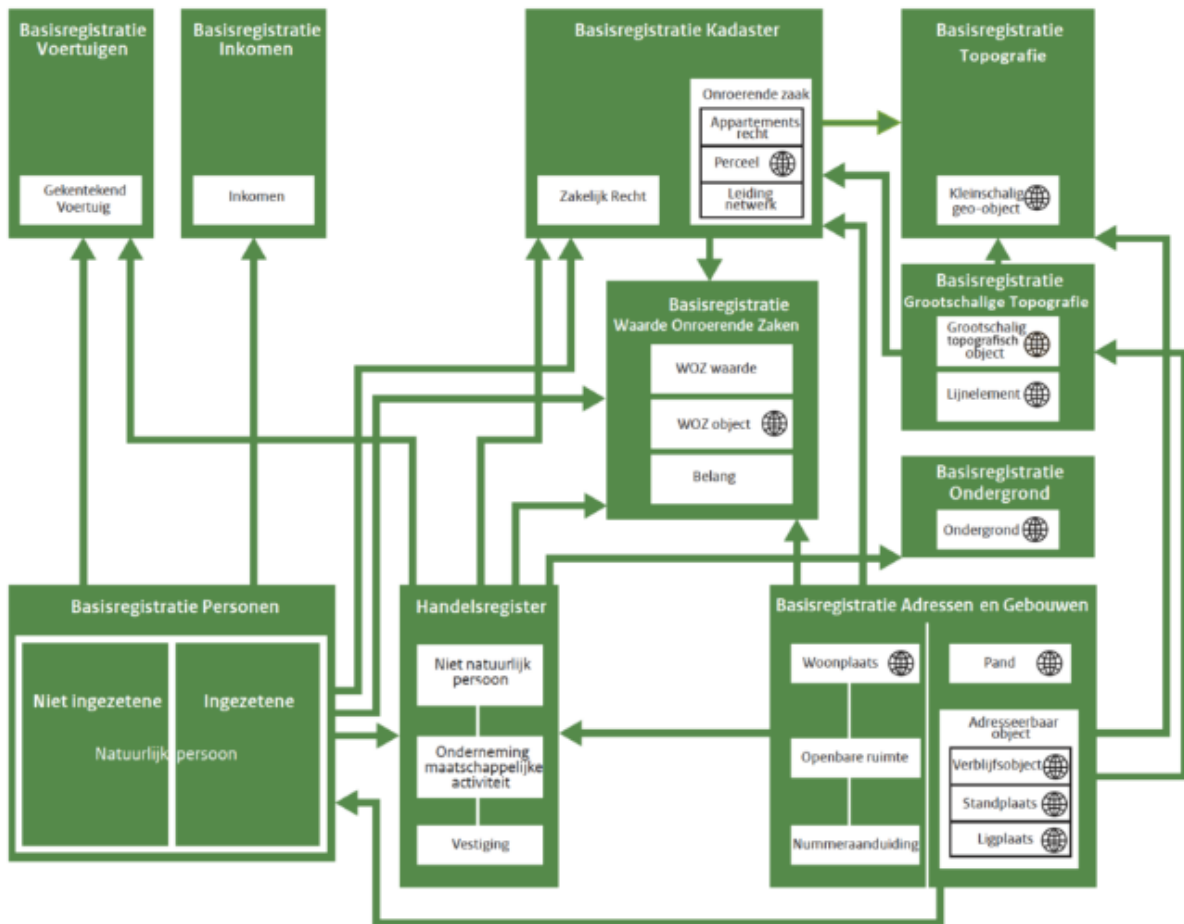 Basisregistratie
Voertuigen
Gekentekend
Voertuig
Basisregistratie
Inkomen
Inkomen
Basisregistratie Kadaster
Zakelijk Recht
Onroerende zaak
Appartements
recht
Perceel
Leiding
netwerk
Basisregistratie
Topografie
Kleinschalig
geo-object
Basisregistratie
Grootschalige Topografie
Grootschalig
topografisch
object
Lijnelement
Basisregistratie
Waarde Onroerende Zaken
WOZ waarde
WOZ object
Belang
Basisregistratie
Ondergrond
Ondergrond
Basisregistratie Personen
Niet ingezetene
Ingezetene
Natuurlijk persoon
Handelsregister
Niet natuurlijk
persoon
Onderneming
maatschappelijke
activiteit
Vestiging
Basisregistratie Adressen en Gebouwen
Woonplaats
Openbare ruimte
Nummeraanduiding
Pand
Adresseerbaar
object
Verblijfsobject
Standplaats
Ligplaats